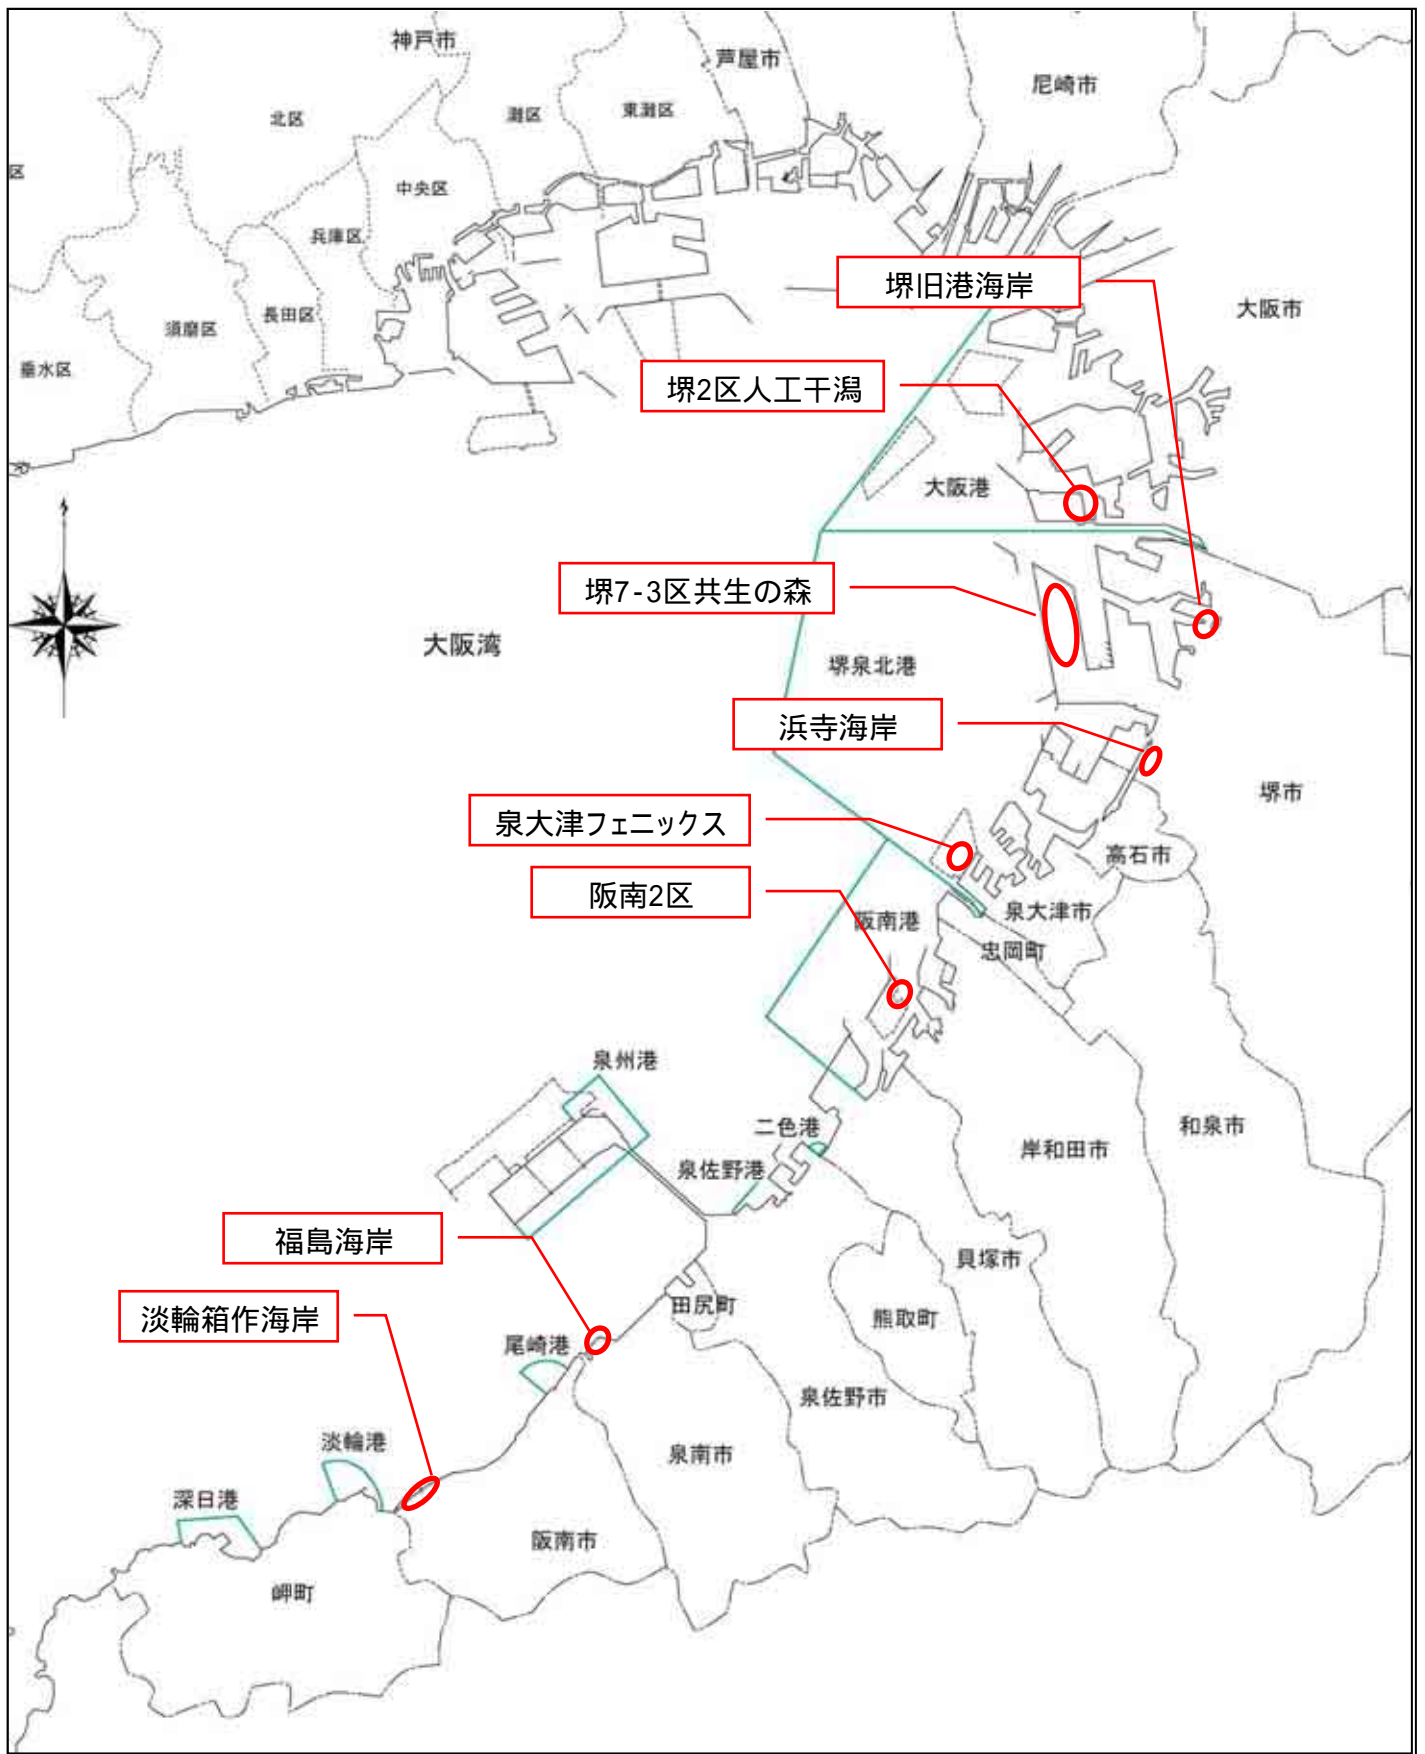 神戸市
芦屋市
尼崎市
北区
灘区
東灘区
区
中央区
兵庫区
堺旧港海岸
大阪市
須磨区
長田区
垂水区
堺2区人工干潟
大阪港
堺7-3区共生の森
大阪湾
堺泉北港
浜寺海岸
堺市
泉大津フェニックス
高石市
阪南2区
阪南港
泉大津市
忠岡町
泉州港
二色港
和泉市
岸和田市
泉佐野港
福島海岸
貝塚市
田尻町
熊取町
淡輪箱作海岸
尾崎港
泉佐野市
淡輪港
泉南市
深日港
阪南市
岬町